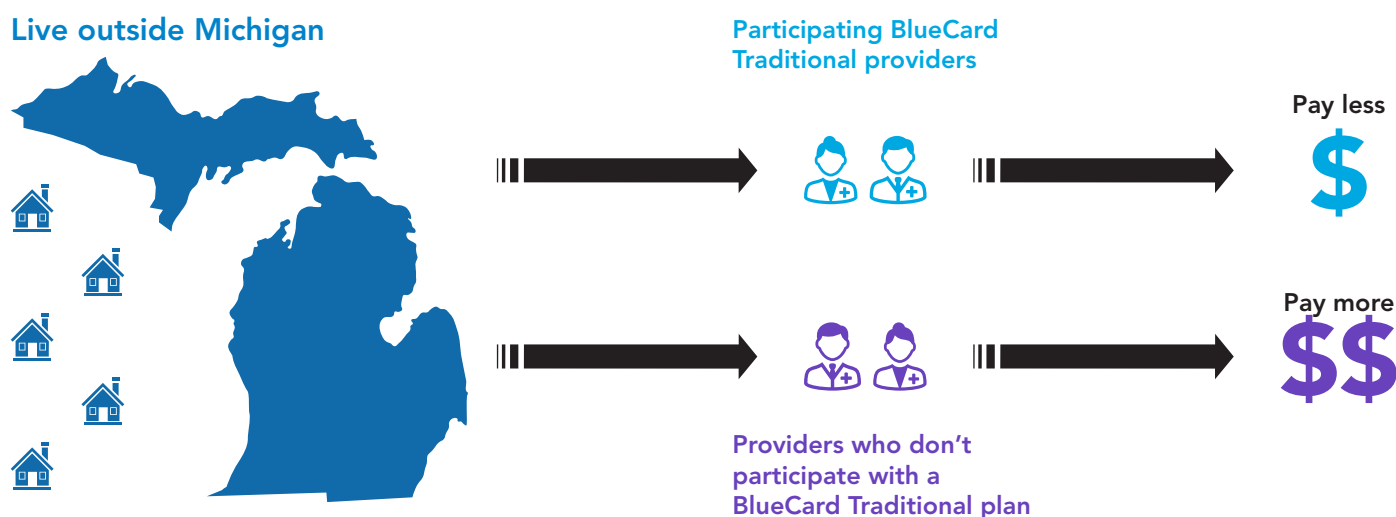 Live outside Michigan
Participating BlueCard
Traditional providers
Pay less
$
Pay more
$$
Providers who don't
participate with a
BlueCard Traditional plan